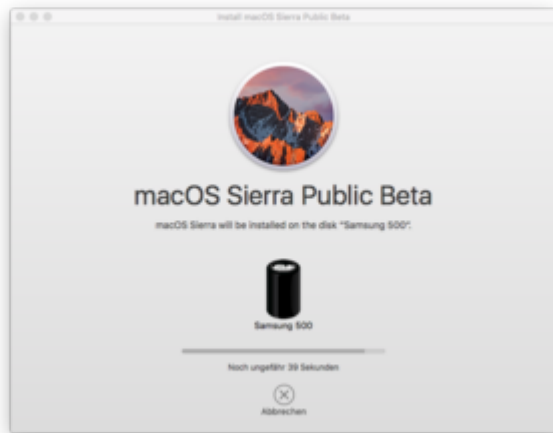 Install macOS Sierra Public Beta
macOS Sierra Public Beta
macOS Sierra will be installed on the disk "Samsung 500".
Samsung 500
Noch ungefähr 39 Sekunden
Abbrechen